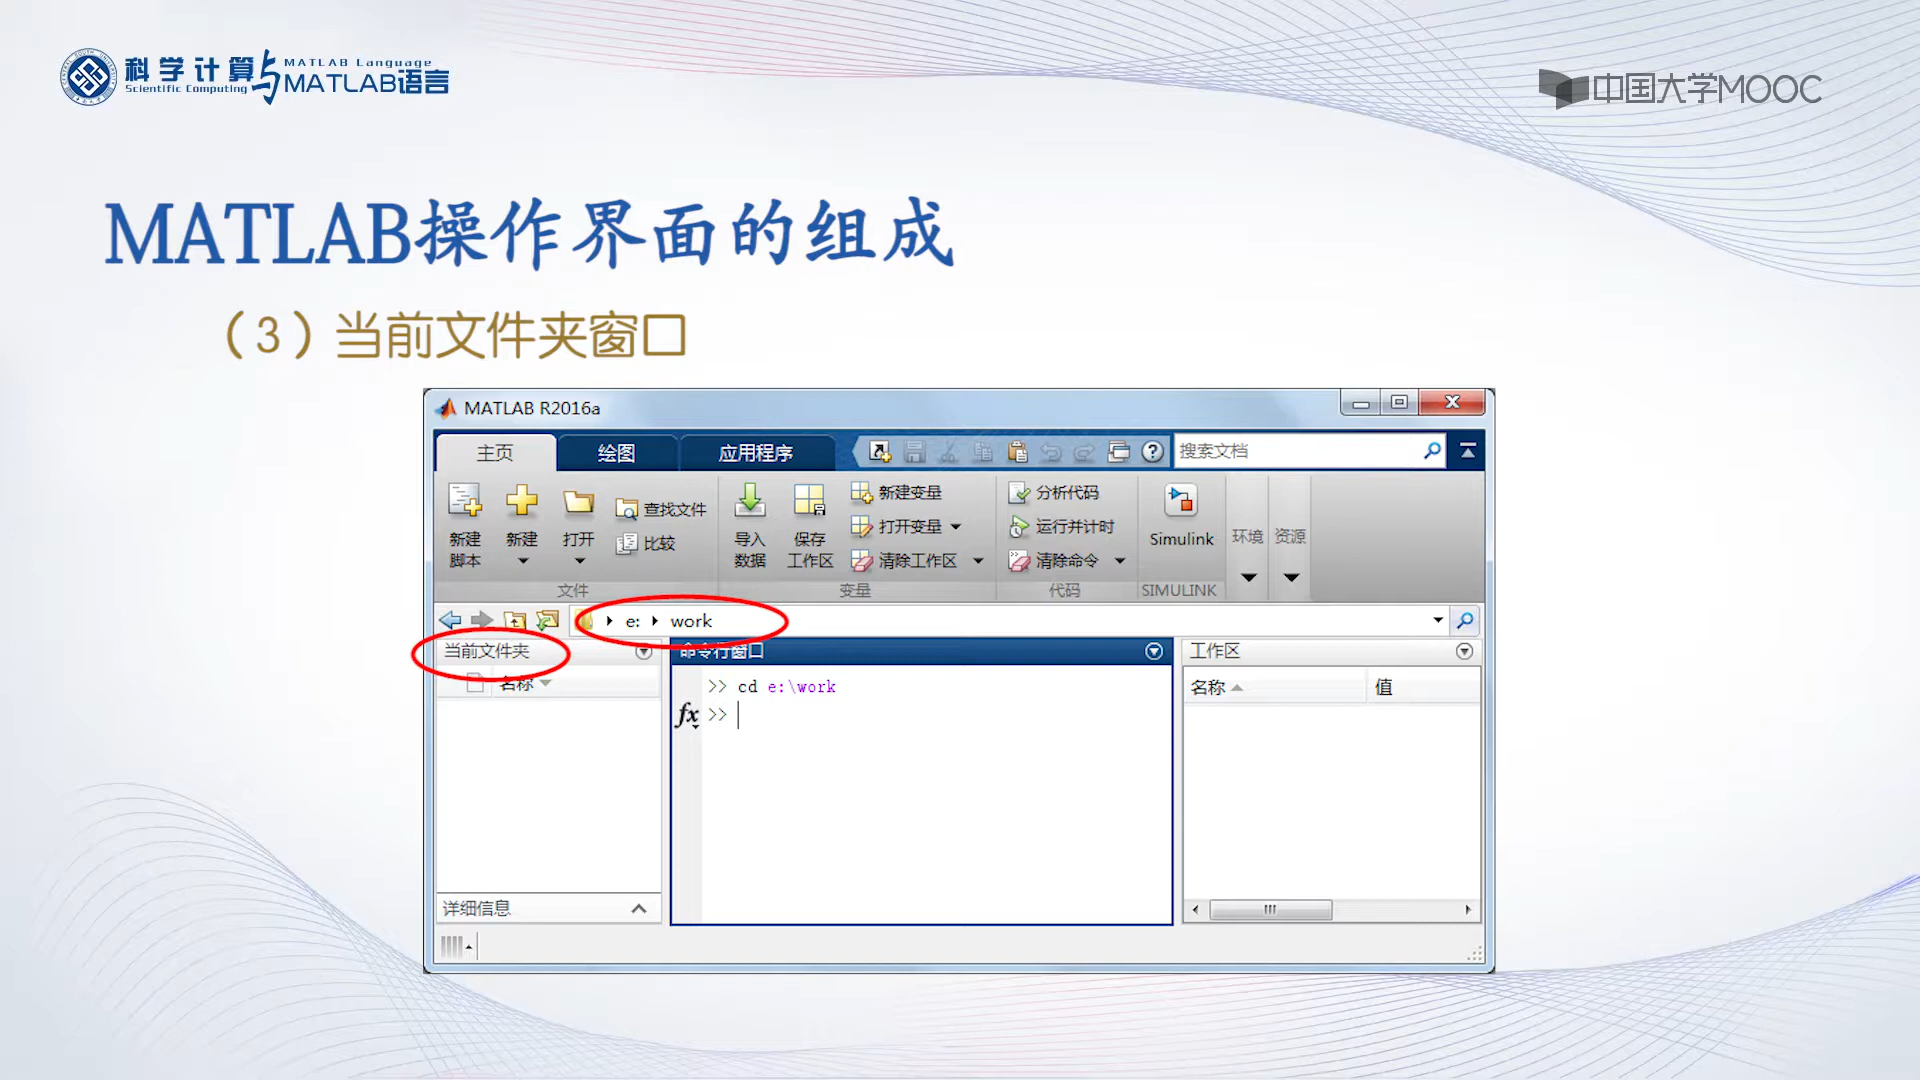 科学计算与MATLAB语言
Scientific Computing MATLAB Language
中国大学MOOC
MATLAB操作界面的组成
（3）当前文件夹窗口
MATLAB R2016a
主页 绘图 应用程序 搜索文档
新建脚本 新建 打开 查找文件 比较
导入数据 保存工作区 新建变量 打开变量 清除工作区
分析代码 运行并计时 清除命令
Simulink 环境 资源
文件 变量 代码 SIMULINK
e: work
当前文件夹 命令行窗口 工作区
名称 名称 值
>> cd e:\work
fx >>
详细信息